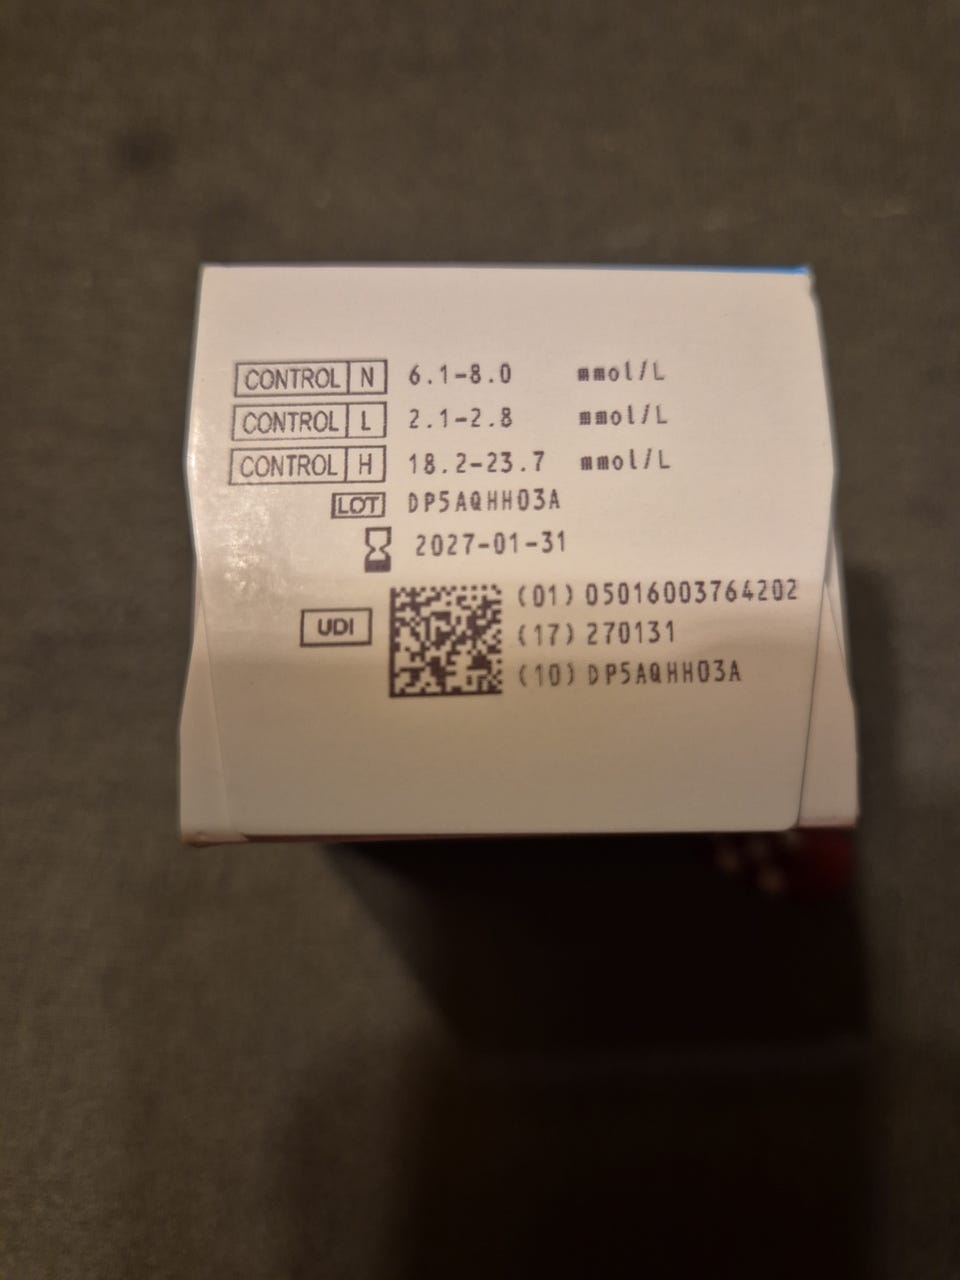 CONTROL N 6.1-8.0 mmol/L
CONTROL L 2.1-2.8 mmol/L
CONTROL H 18.2-23.7 mmol/L
LOT DP5AQHH03A
2027-01-31
UDI (01) 05016003764202
(17) 270131
(10) DP5AQHH03A